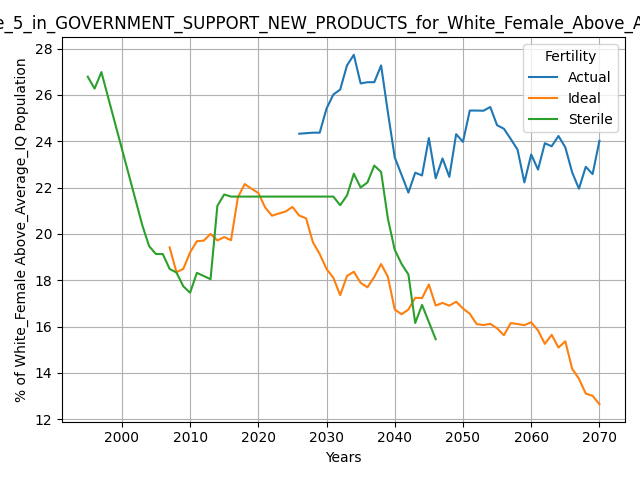 e_5_in_GOVERNMENT_SUPPORT_NEW_PRODUCTS_for_White_Female_Above_A
% of White_Female Above_Average_IQ Population
28
26
24
22
20
18
16
14
12
Fertility
Actual
Ideal
Sterile
2000
2010
2020
2030
2040
2050
2060
2070
Years